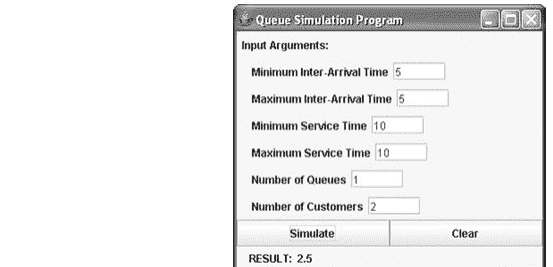 Queue Simulation Program
Input Arguments:
Minimum Inter-Arrival Time 5
Maximum Inter-Arrival Time 5
Minimum Service Time 10
Maximum Service Time 10
Number of Queues 1
Number of Customers 2
Simulate Clear
RESULT: 2.5